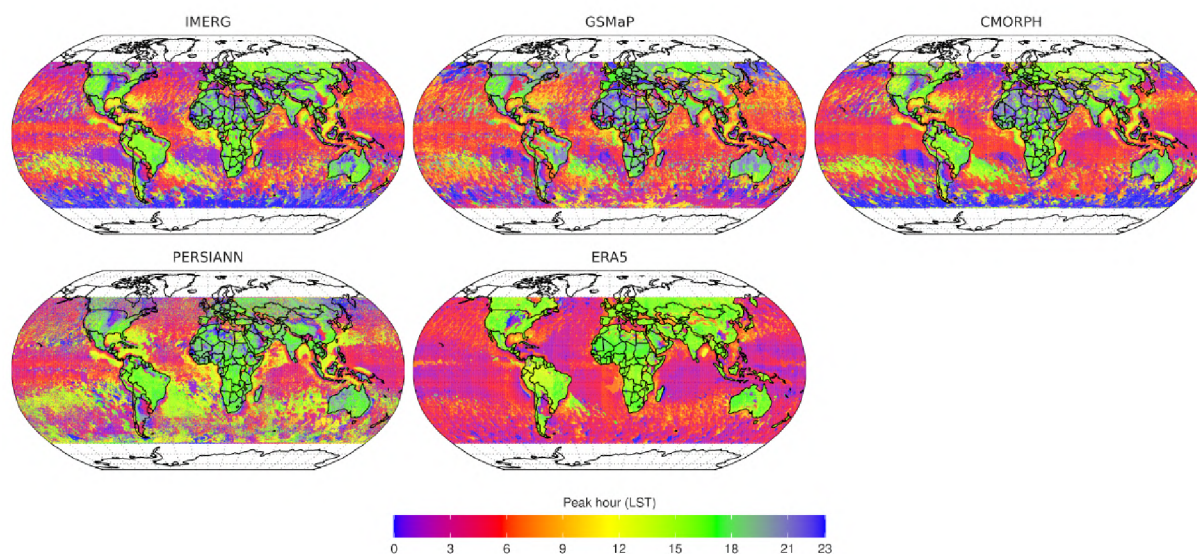 IMERG
GSMaP
CMORPH
PERSIANN
ERA5
Peak hour (LST)
0 3 6 9 12 15 18 21 23